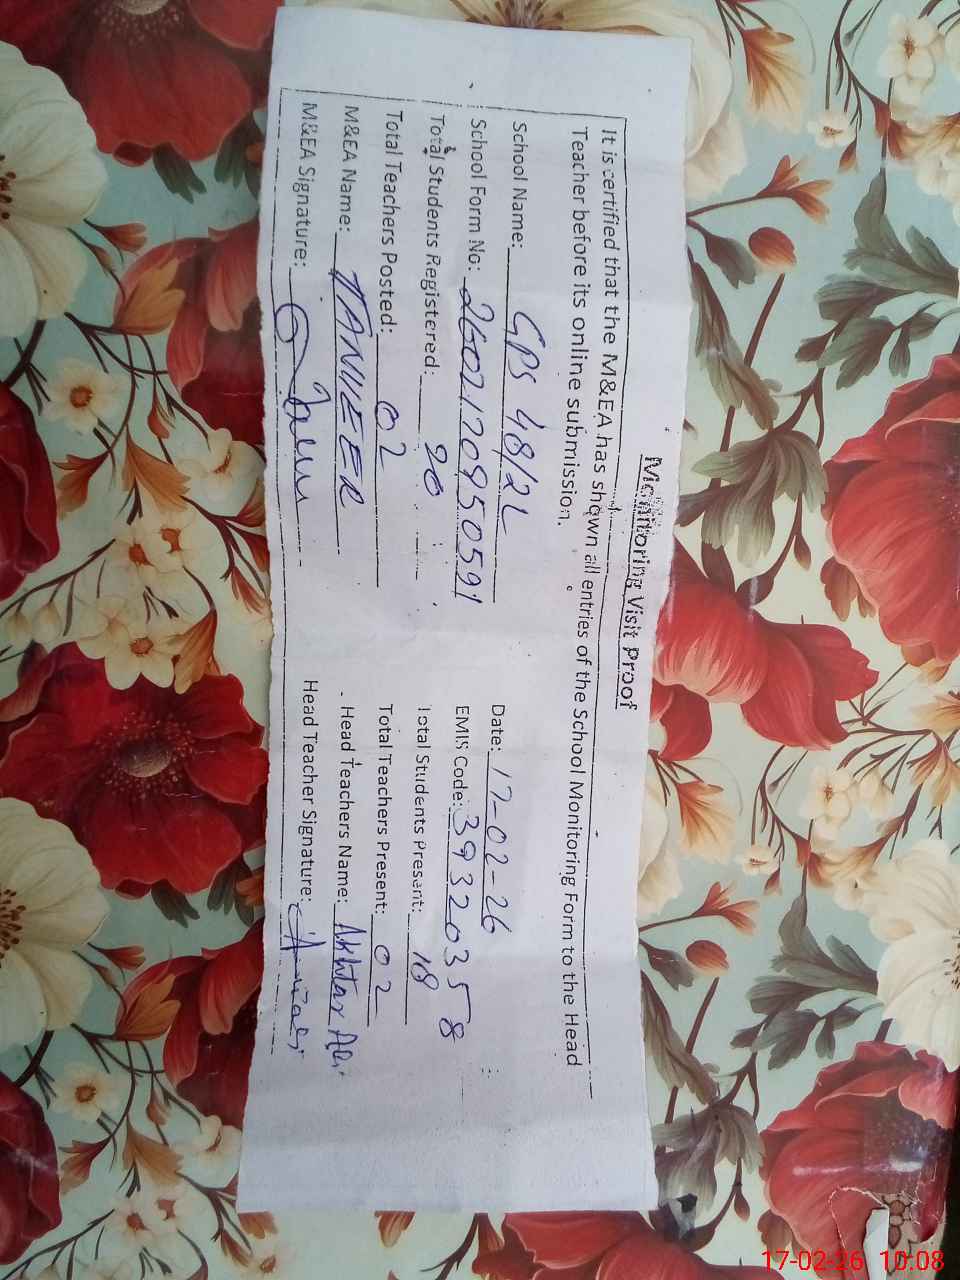 Monitoring Visit Proof
It is certified that the M&EA has shown all entries of the School Monitoring Form to the Head
Teacher before its online submission.
School Name: GPS 48/2L Date: 17-02-26
School Form No: 2602170950591 EMIS Code: 39320358
Total Students Registered: 20 Total Students Present: 18
Total Teachers Posted: 02 Total Teachers Present: 02
M&EA Name: TANVEER Head Teachers Name: Akhtar Ali
M&EA Signature: Head Teacher Signature:
17-02-26 10:08